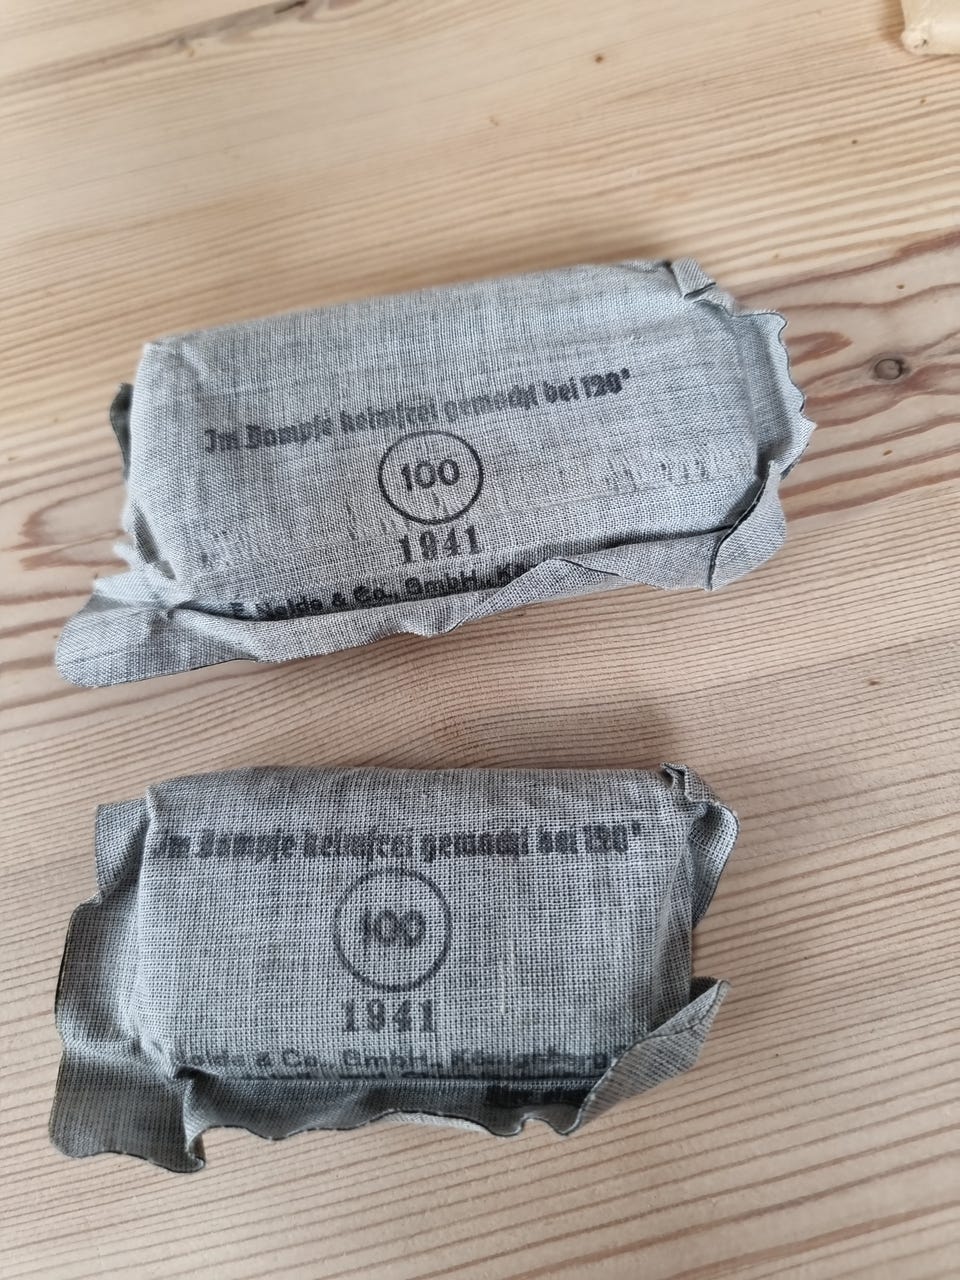 Im Dampfe keimfrei gemacht bei 120°
100
1941
& Co., GmbH.,
Im Dampfe keimfrei gemacht bei 120°
100
1941
& Co., GmbH., Königsberg